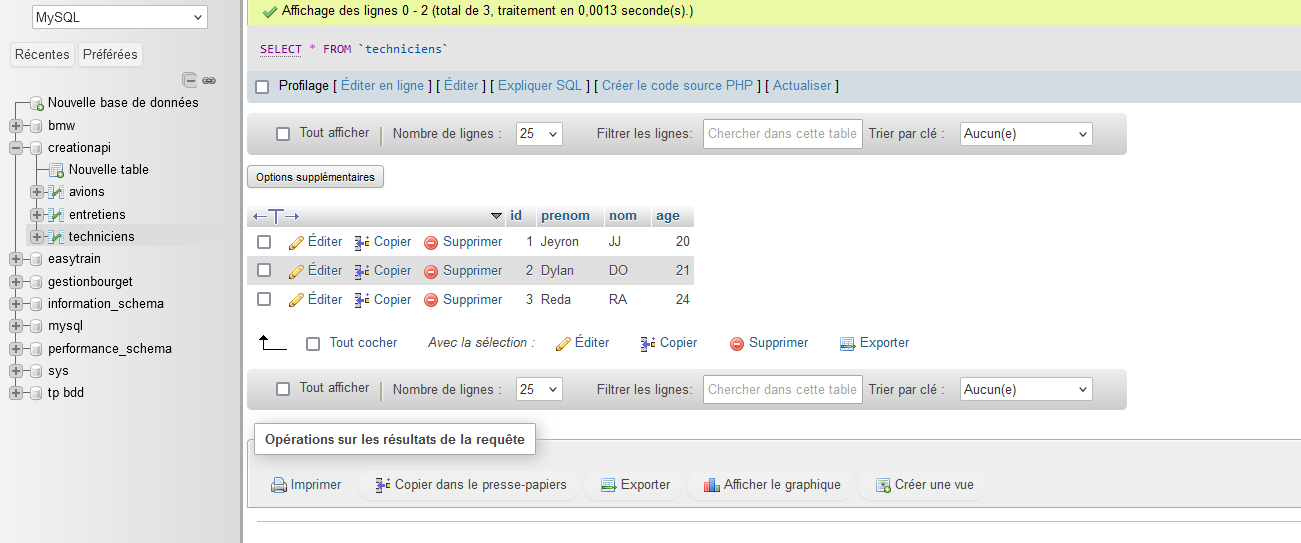 MySQL
Récentes Préférées
Nouvelle base de données
bmw
creationapi
Nouvelle table
avions
entretiens
techniciens
easytrain
gestionbourget
information_schema
mysql
performance_schema
sys
tp bdd
Affichage des lignes 0 - 2 (total de 3, traitement en 0,0013 seconde(s).)
SELECT * FROM `techniciens`
Profilage [ Éditer en ligne ] [ Éditer ] [ Expliquer SQL ] [ Créer le code source PHP ] [ Actualiser ]
Tout afficher | Nombre de lignes : 25 Filtrer les lignes: Chercher dans cette table Trier par clé : Aucun(e)
Options supplémentaires
←T→ id prenom nom age
Éditer Copier Supprimer 1 Jeyron JJ 20
Éditer Copier Supprimer 2 Dylan DO 21
Éditer Copier Supprimer 3 Reda RA 24
Tout cocher Avec la sélection : Éditer Copier Supprimer Exporter
Tout afficher | Nombre de lignes : 25 Filtrer les lignes: Chercher dans cette table Trier par clé : Aucun(e)
Opérations sur les résultats de la requête
Imprimer Copier dans le presse-papiers Exporter Afficher le graphique Créer une vue